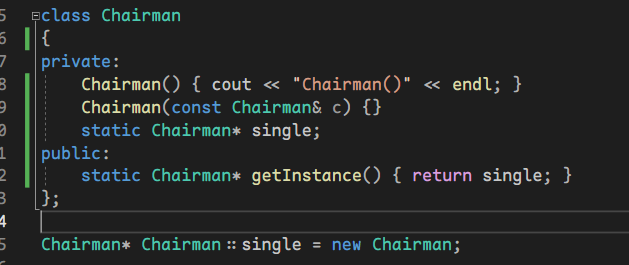 5 class Chairman
6 {
7 private:
8 Chairman() { cout << "Chairman()" << endl; }
9 Chairman(const Chairman& c) {}
0 static Chairman* single;
1 public:
2 static Chairman* getInstance() { return single; }
3 };
4
5 Chairman* Chairman::single = new Chairman;